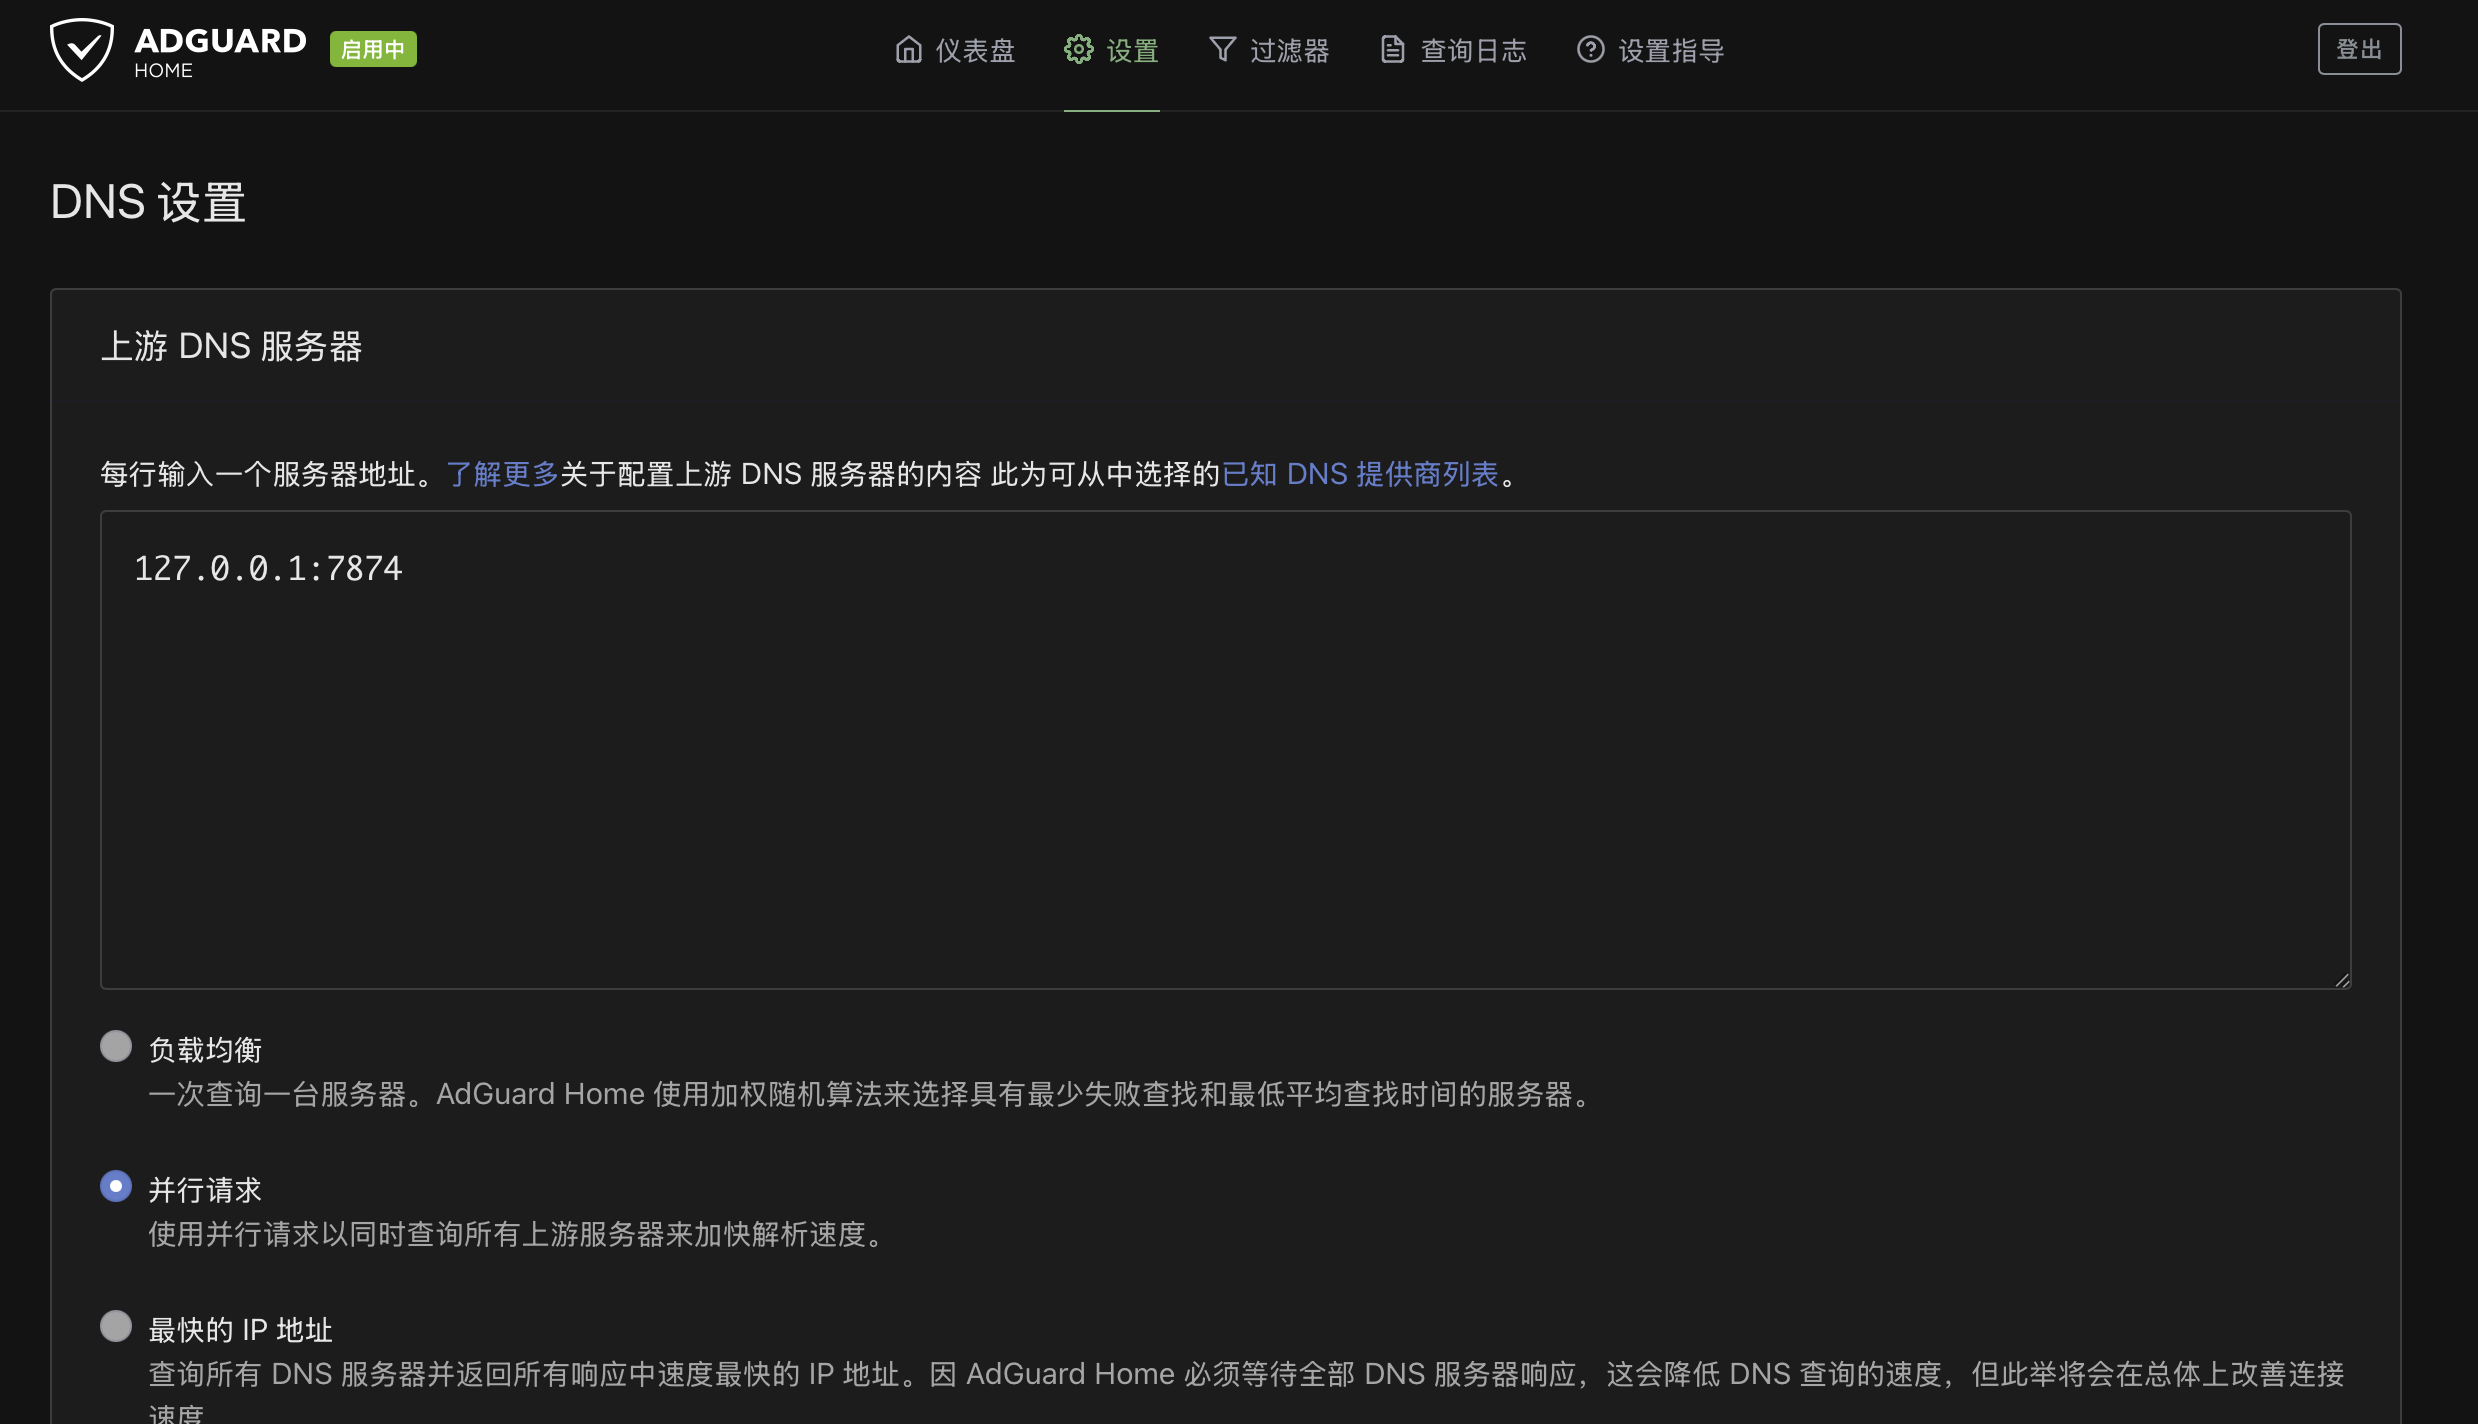 ADGUARD
HOME
启用中
仪表盘
设置
过滤器
查询日志
设置指导
登出
DNS 设置
上游 DNS 服务器
每行输入一个服务器地址。了解更多关于配置上游 DNS 服务器的内容 此为可从中选择的已知 DNS 提供商列表。
127.0.0.1:7874
负载均衡
一次查询一台服务器。AdGuard Home 使用加权随机算法来选择具有最少失败查找和最低平均查找时间的服务器。
并行请求
使用并行请求以同时查询所有上游服务器来加快解析速度。
最快的 IP 地址
查询所有 DNS 服务器并返回所有响应中速度最快的 IP 地址。因 AdGuard Home 必须等待全部 DNS 服务器响应，这会降低 DNS 查询的速度，但此举将会在总体上改善连接
速度